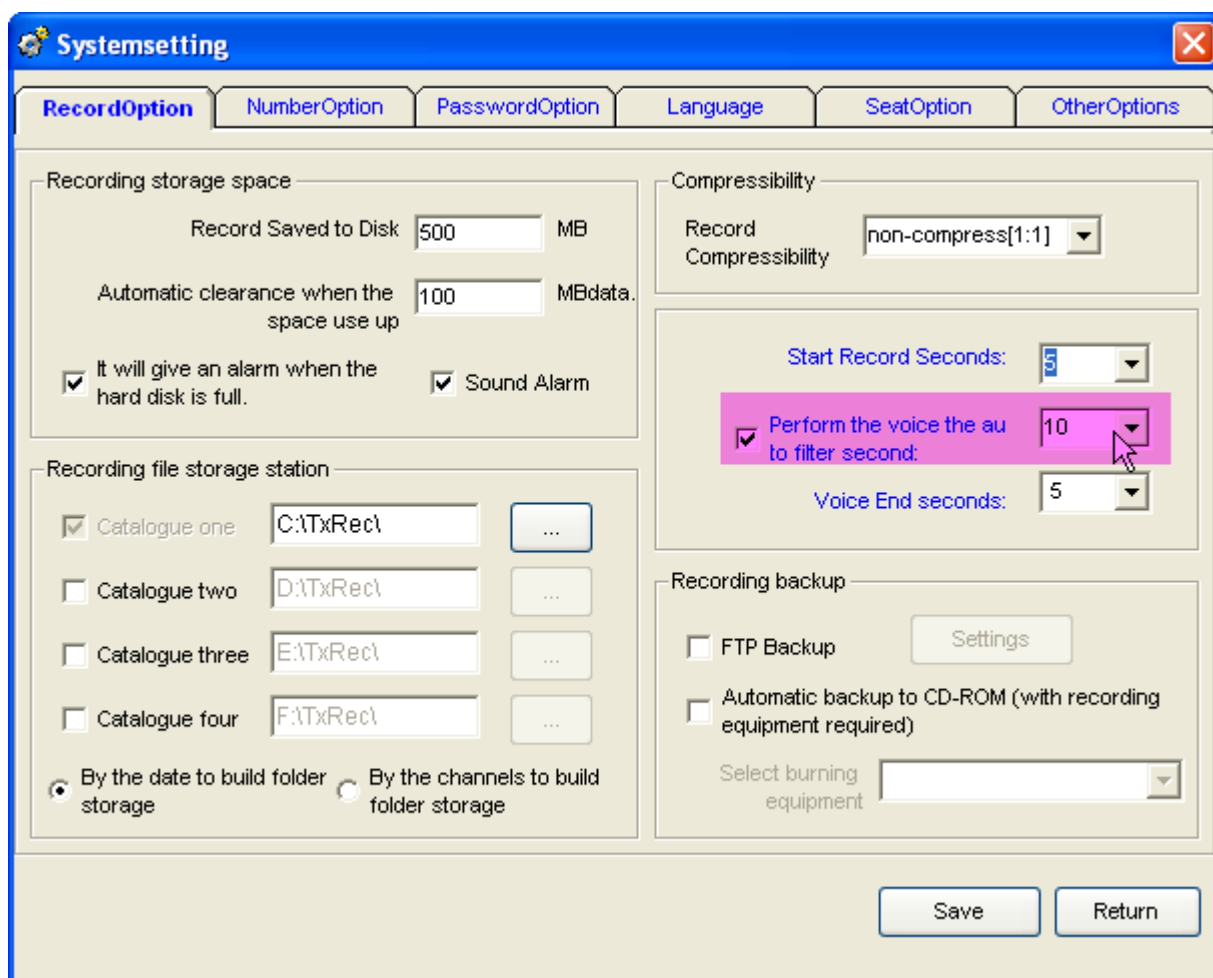 Systemsetting
RecordOption
NumberOption
PasswordOption
Language
SeatOption
OtherOptions
Recording storage space
Record Saved to Disk
500
MB
Automatic clearance when the
space use up
100
MBdata.
It will give an alarm when the
hard disk is full.
Sound Alarm
Recording file storage station
Catalogue one
C:\TxRec\
...
Catalogue two
D:\TxRec\
...
Catalogue three
E:\TxRec\
...
Catalogue four
F:\TxRec\
...
By the date to build folder
storage
By the channels to build
folder storage
Compressibility
Record
Compressibility
non-compress[1:1]
Start Record Seconds:
5
Perform the voice the au
to filter second:
10
Voice End seconds:
5
Recording backup
FTP Backup
Settings
Automatic backup to CD-ROM (with recording
equipment required)
Select burning
equipment
Save
Return